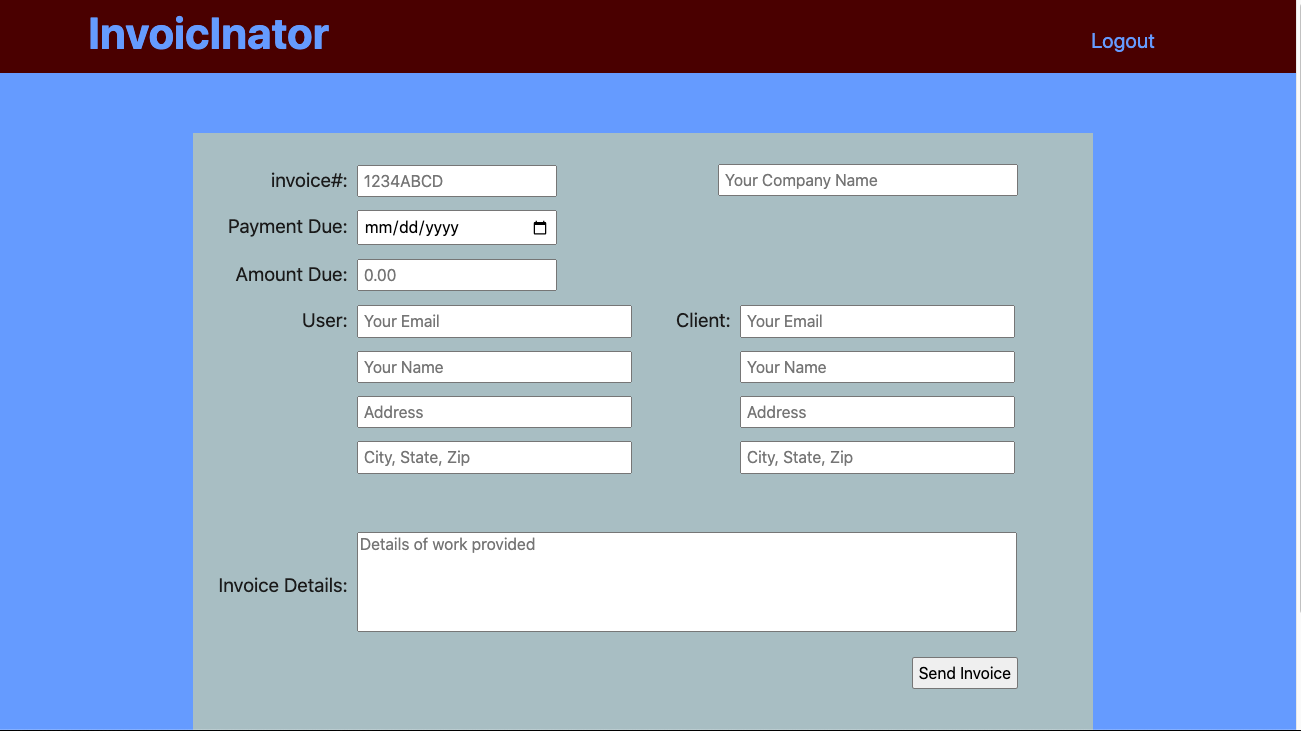 InvoicInator
Logout
invoice#: 1234ABCD Your Company Name
Payment Due: mm/dd/yyyy
Amount Due: 0.00
User: Your Email Client: Your Email
Your Name Your Name
Address Address
City, State, Zip City, State, Zip
Details of work provided
Invoice Details:
Send Invoice